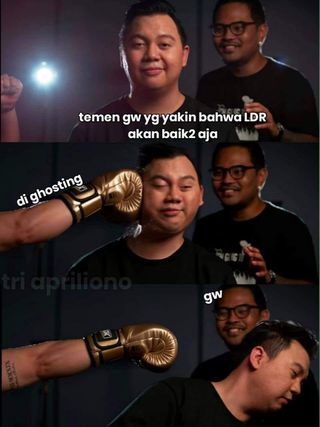 temen gw yg yakin bahwa LDR
akan baik2 aja
di ghosting
tri apriliono
gw